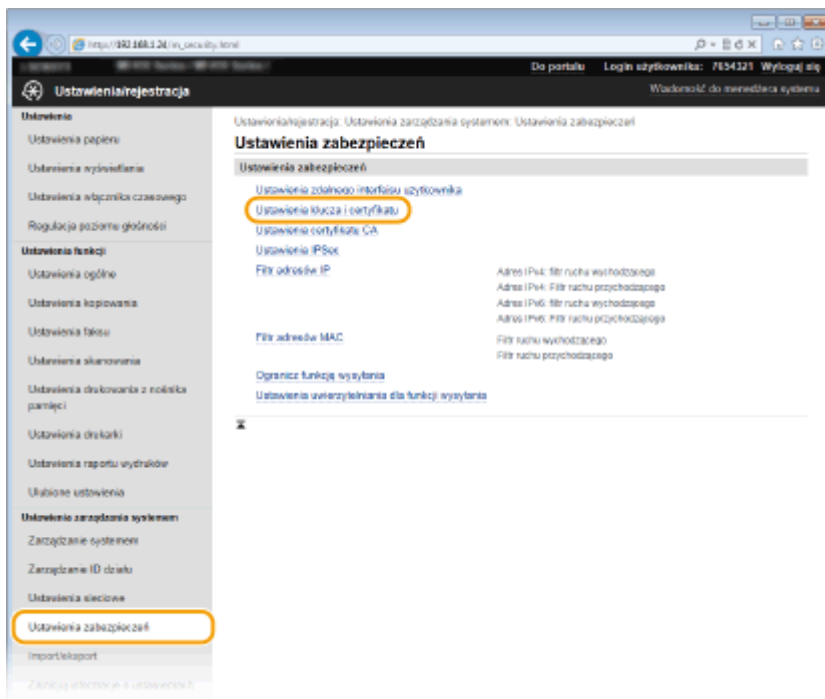 http://192.168.1.24/m_security.html
Do portalu Login użytkownika: 7654321 Wyloguj się
Ustawienia/rejestracja
Wiadomość do menedżera systemu
Ustawienia
Ustawienia papieru
Ustawienia wyświetlania
Ustawienia włącznika czasowego
Regulacja poziomu głośności
Ustawienia funkcji
Ustawienia ogólne
Ustawienia kopiowania
Ustawienia faksu
Ustawienia skanowania
Ustawienia drukowania z nośnika
pamięci
Ustawienia drukarki
Ustawienia raportu wydruków
Ulubione ustawienia
Ustawienia zarządzania systemem
Zarządzanie systemem
Zarządzanie ID działu
Ustawienia sieciowe
Ustawienia zabezpieczeń
Import/eksport
Ustawienia/rejestracja: Ustawienia zarządzania systemem: Ustawienia zabezpieczeń
Ustawienia zabezpieczeń
Ustawienia zabezpieczeń
Ustawienia zdalnego interfejsu użytkownika
Ustawienia klucza i certyfikatu
Ustawienia certyfikatu CA
Ustawienia IPSec
Filtr adresów IP
Adres IPv4: filtr ruchu wychodzącego
Adres IPv4: Filtr ruchu przychodzącego
Adres IPv6: filtr ruchu wychodzącego
Adres IPv6: Filtr ruchu przychodzącego
Filtr adresów MAC
Filtr ruchu wychodzącego
Filtr ruchu przychodzącego
Ogranicz funkcję wysyłania
Ustawienia uwierzytelniania dla funkcji wysyłania